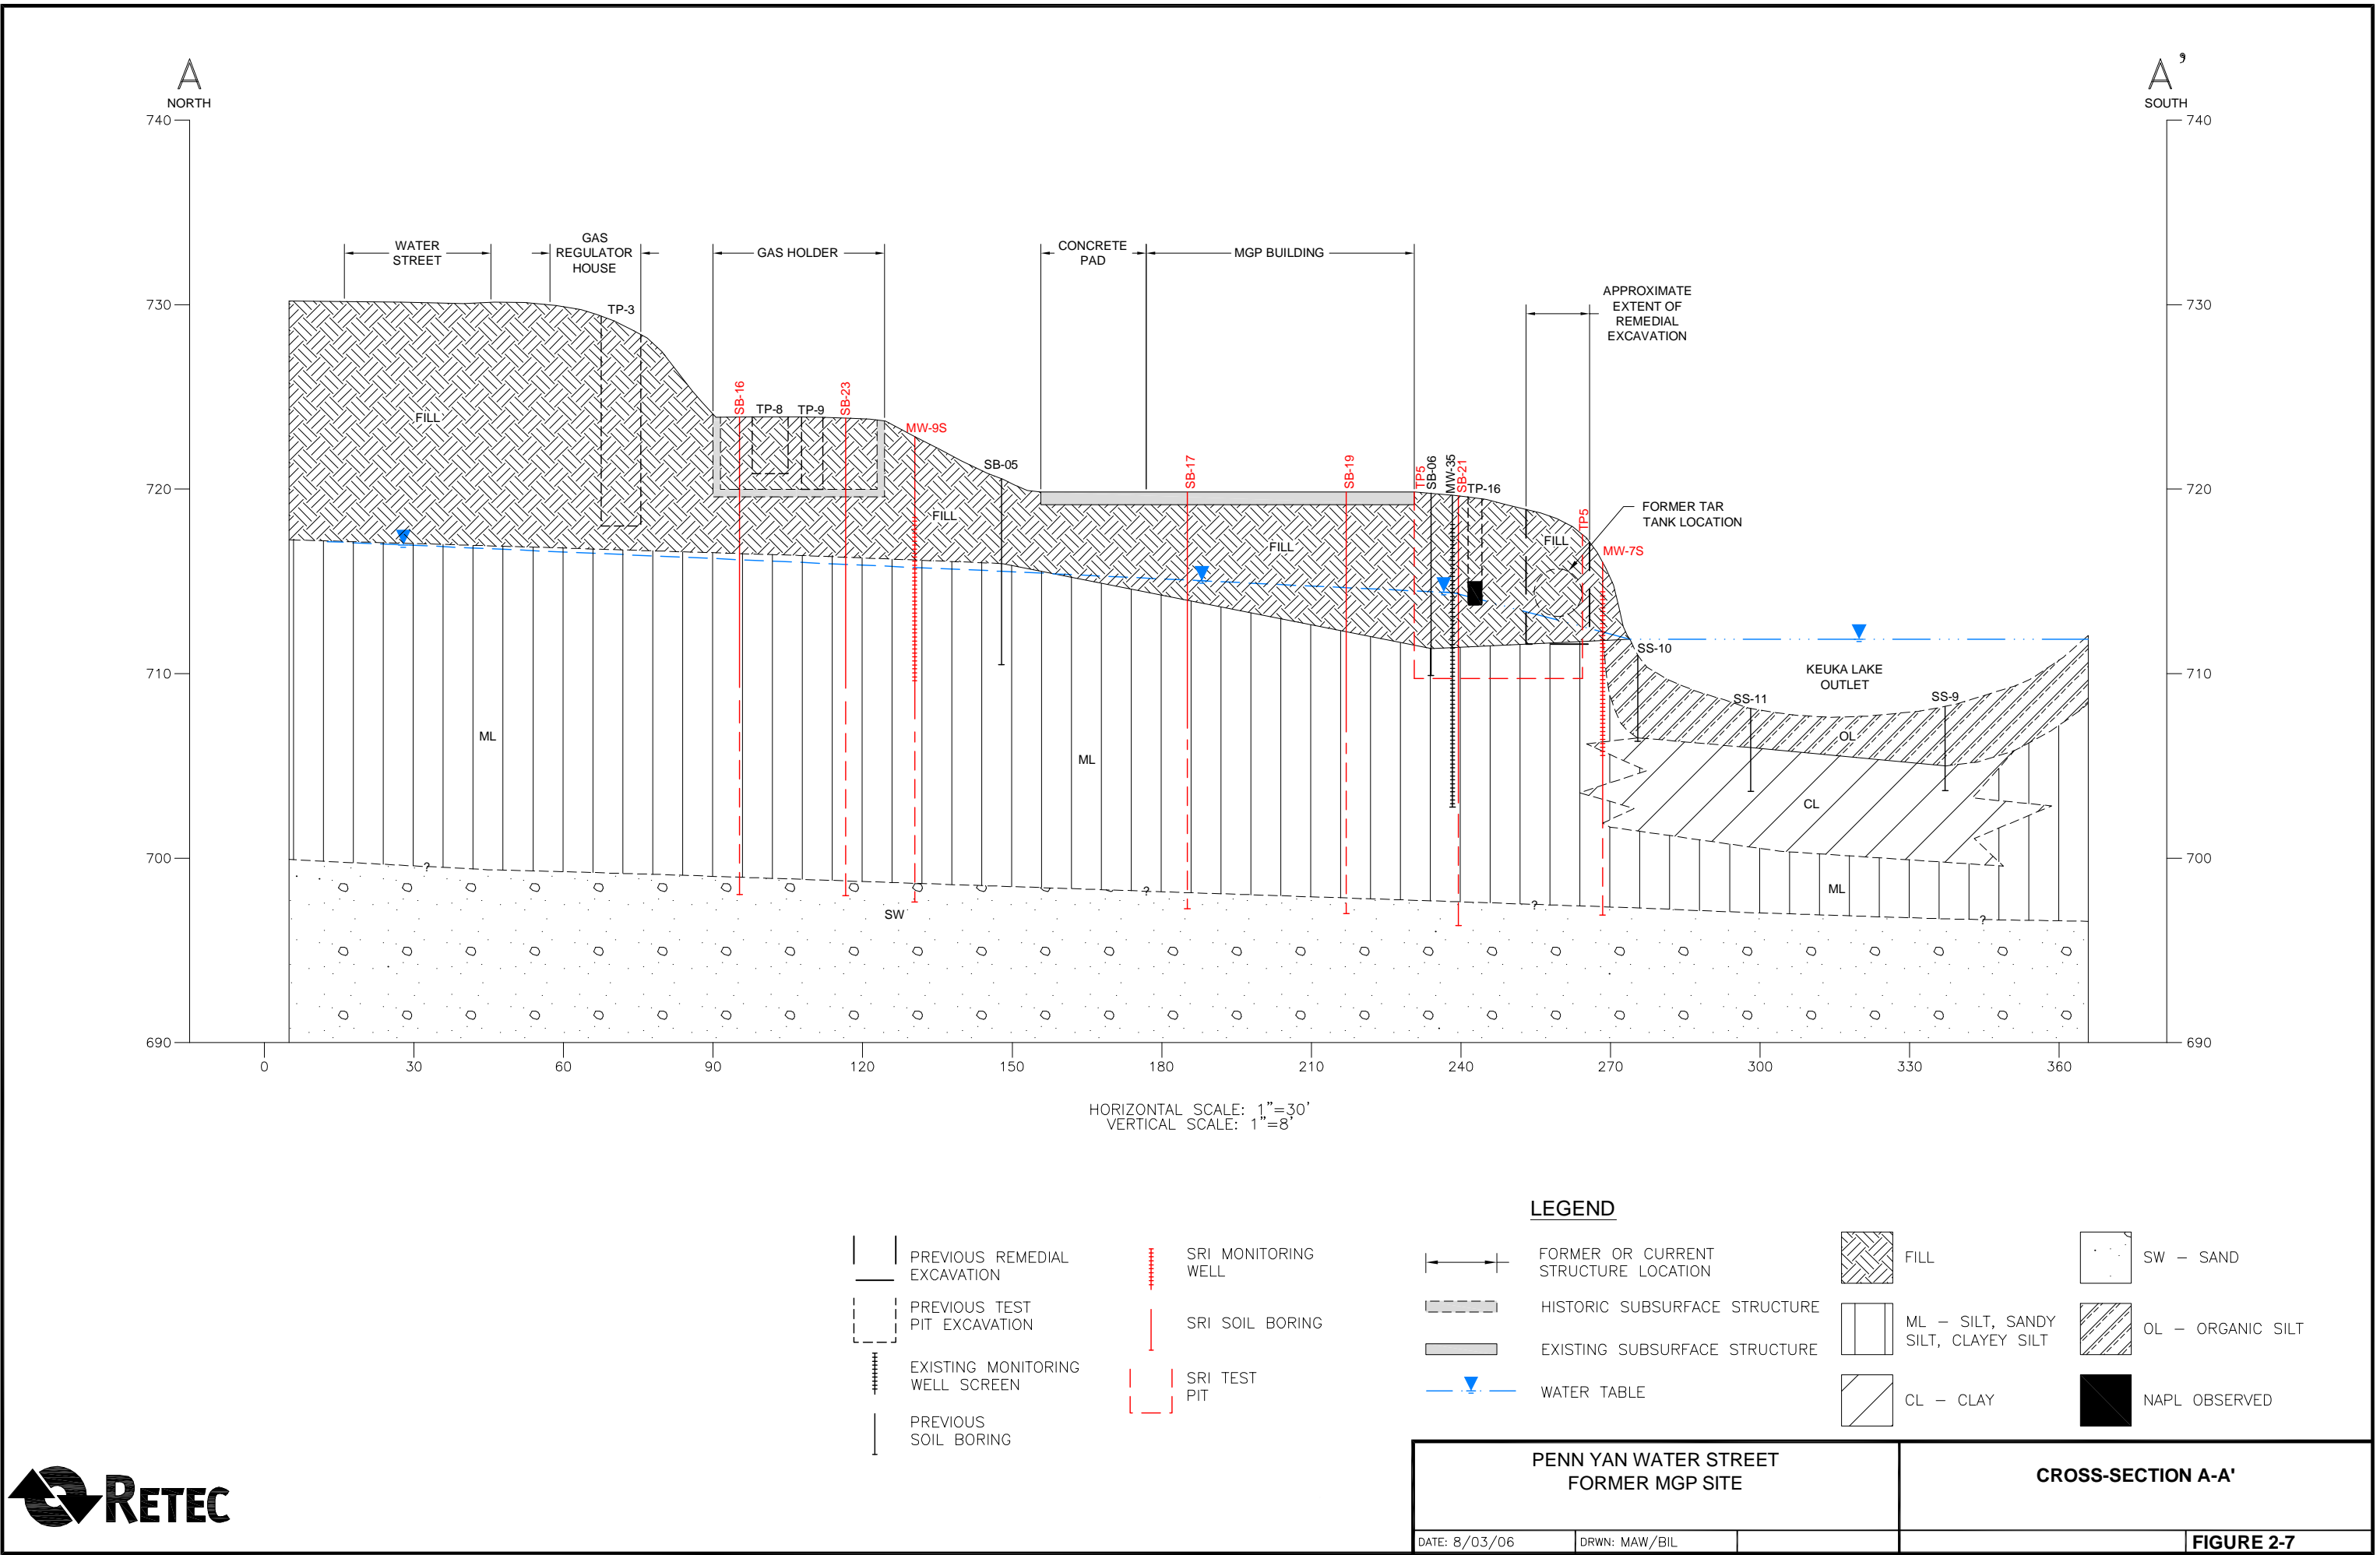 A
NORTH
A'
SOUTH
740
740
WATER
STREET
GAS
REGULATOR
HOUSE
GAS HOLDER
CONCRETE
PAD
MGP BUILDING
APPROXIMATE
EXTENT OF
REMEDIAL
EXCAVATION
730
730
TP-3
SB-16
TP-8
TP-9
SB-23
FILL
MW-9S
SB-05
SB-17
SB-19
TP5
SB-06
MW-35
SB-21
TP-16
720
720
FORMER TAR
TANK LOCATION
TP5
FILL
FILL
FILL
MW-7S
710
710
SS-10
KEUKA LAKE
OUTLET
SS-11
SS-9
ML
ML
OL
CL
700
700
?
?
?
?
ML
SW
690
690
0
30
60
90
120
150
180
210
240
270
300
330
360
HORIZONTAL SCALE: 1"=30'
VERTICAL SCALE: 1"=8'
LEGEND
PREVIOUS REMEDIAL
EXCAVATION
PREVIOUS TEST
PIT EXCAVATION
EXISTING MONITORING
WELL SCREEN
PREVIOUS
SOIL BORING
SRI MONITORING
WELL
SRI SOIL BORING
SRI TEST
PIT
FORMER OR CURRENT
STRUCTURE LOCATION
HISTORIC SUBSURFACE STRUCTURE
EXISTING SUBSURFACE STRUCTURE
WATER TABLE
FILL
ML – SILT, SANDY
SILT, CLAYEY SILT
CL – CLAY
SW – SAND
OL – ORGANIC SILT
NAPL OBSERVED
RETEC
PENN YAN WATER STREET
FORMER MGP SITE
CROSS-SECTION A-A'
DATE: 8/03/06
DRWN: MAW/BIL
FIGURE 2-7